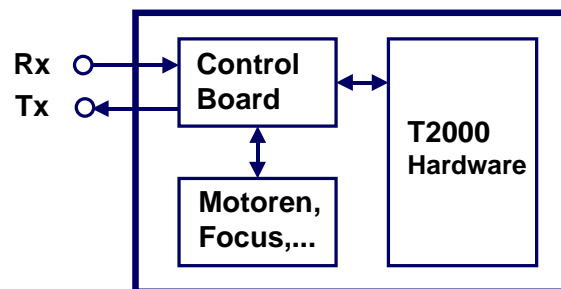 Rx
Tx
Control
Board
T2000
Hardware
Motoren,
Focus,...